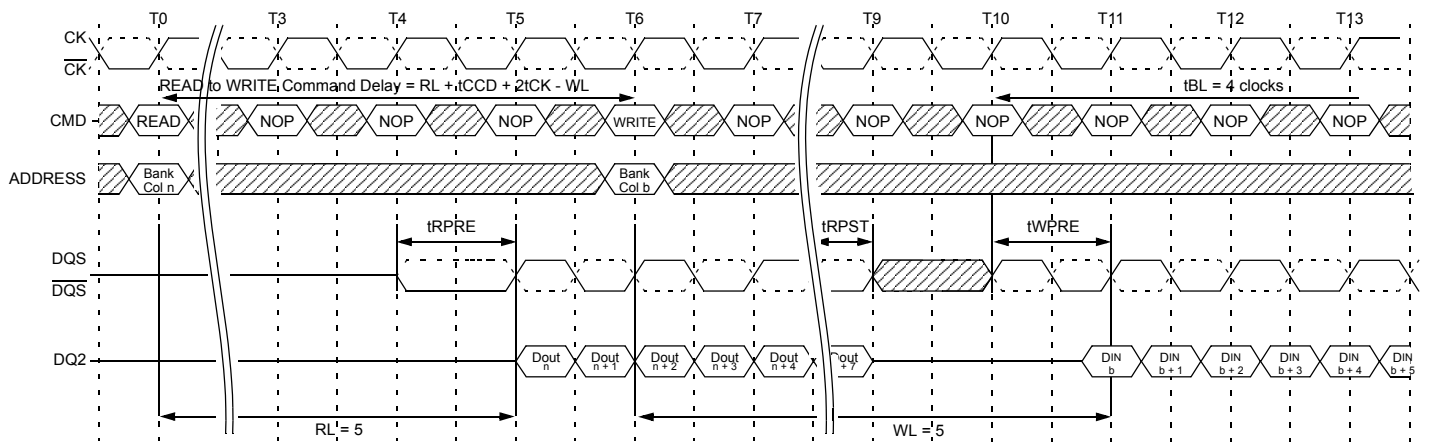 T0 T3 T4 T5 T6 T7 T9 T10 T11 T12 T13
CK
CK
READ to WRITE Command Delay = RL + tCCD + 2tCK - WL
tBL = 4 clocks
CMD READ NOP NOP NOP WRITE NOP NOP NOP NOP NOP NOP
ADDRESS
Bank
Col n
Bank
Col b
tRPRE tRPST tWPRE
DQS
DQS
DQ2
Dout
n
Dout
n + 1
Dout
n + 2
Dout
n + 3
Dout
n + 4
Dout
+ 7
DIN
b
DIN
b + 1
DIN
b + 2
DIN
b + 3
DIN
b + 4
DIN
b + 5
RL = 5 WL = 5